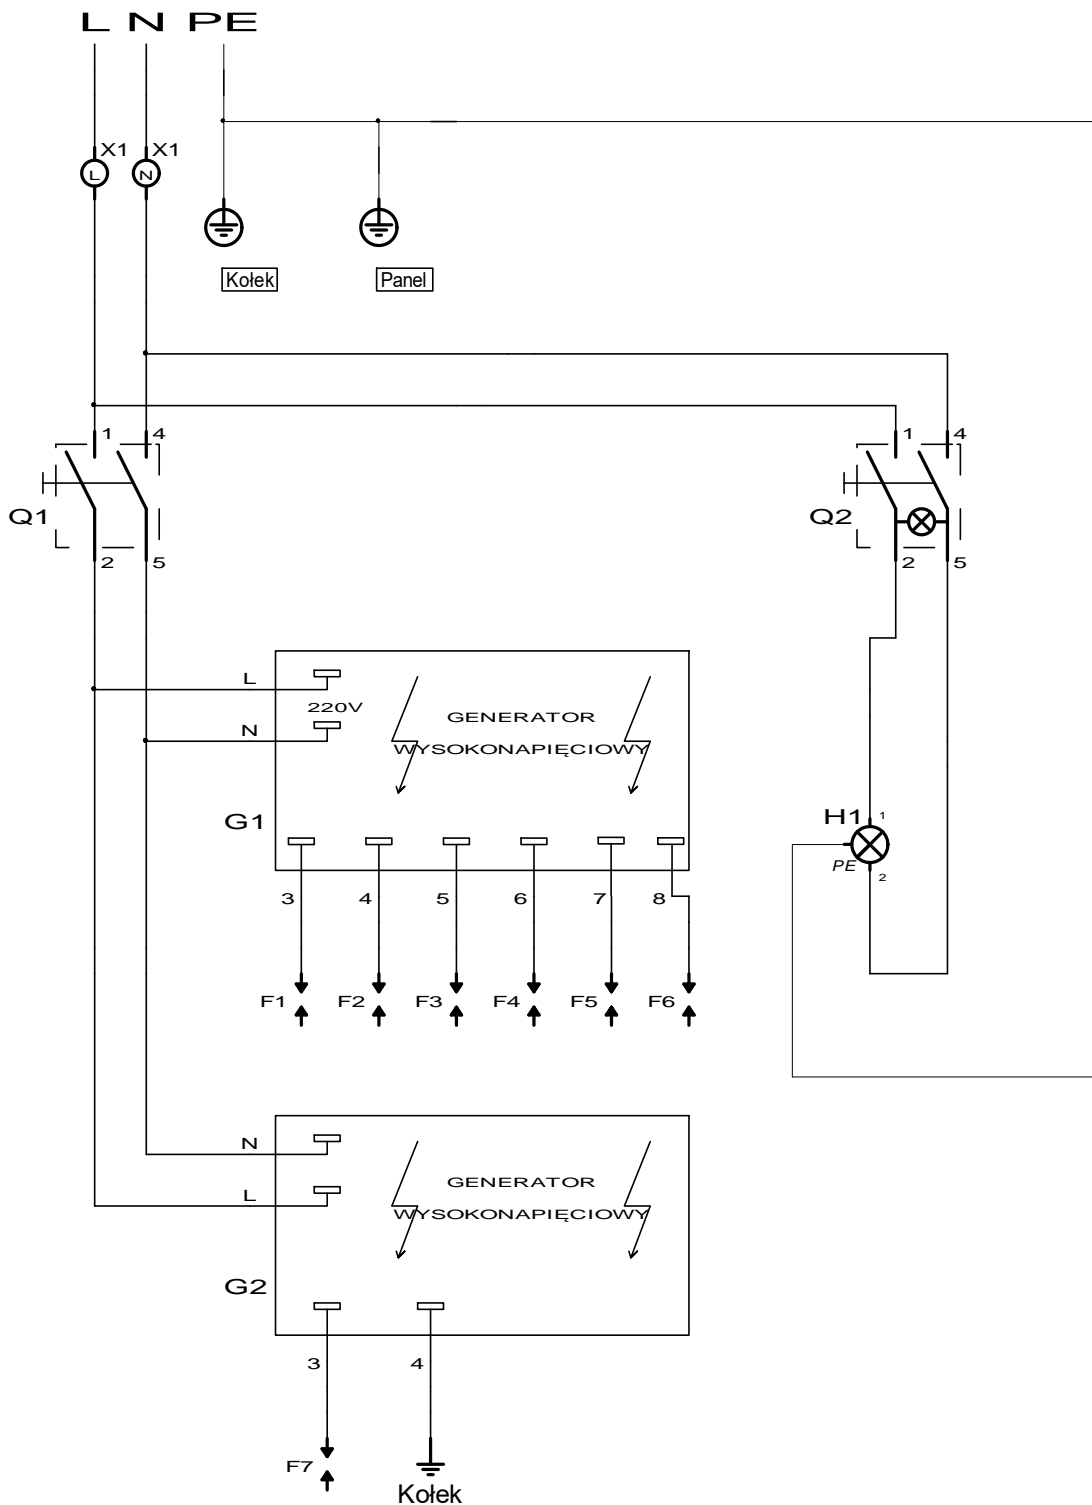 L N PE
X1 X1
L N
Kołek Panel
1 4 1 4
Q1 Q2
2 5 2 5
L
220V
GENERATOR
N
WYSOKONAPIĘCIOWY
G1
H1 1
PE 2
3 4 5 6 7 8
F1 F2 F3 F4 F5 F6
N
GENERATOR
L
WYSOKONAPIĘCIOWY
G2
3 4
F7
Kołek